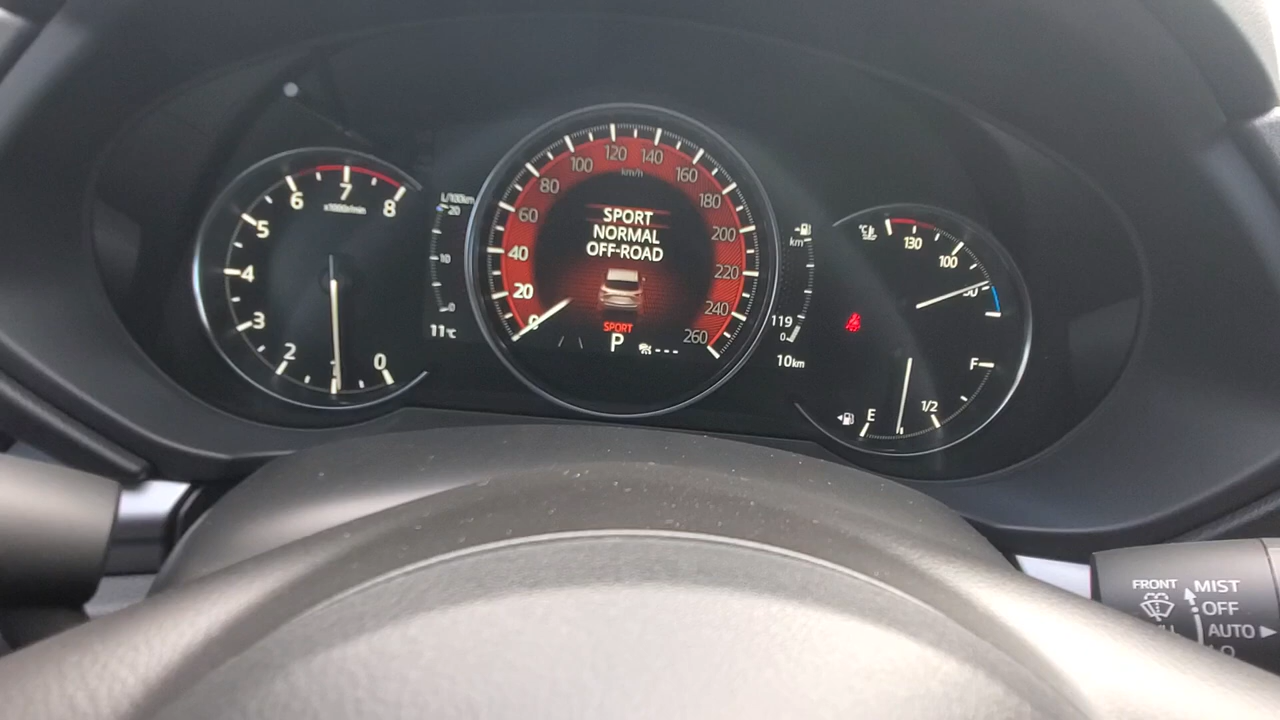 8
7
6
5
4
3
2
1
0
x1000r/min
L/100km
20
10
0
11℃
0
20
40
60
80
100
120
140
160
180
200
220
240
260
km/h
SPORT
NORMAL
OFF-ROAD
SPORT
P ---
km
119
0
10km
℃
130
100
50
F
1/2
E
FRONT
MIST
OFF
AUTO
LO